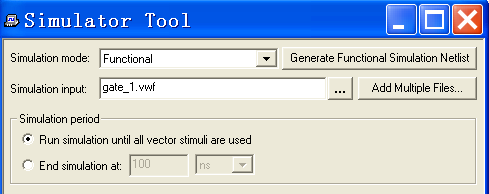 Simulator Tool
Simulation mode: Functional Generate Functional Simulation Netlist
Simulation input: gate_1.vwf ... Add Multiple Files...
Simulation period
Run simulation until all vector stimuli are used
End simulation at: 100 ns